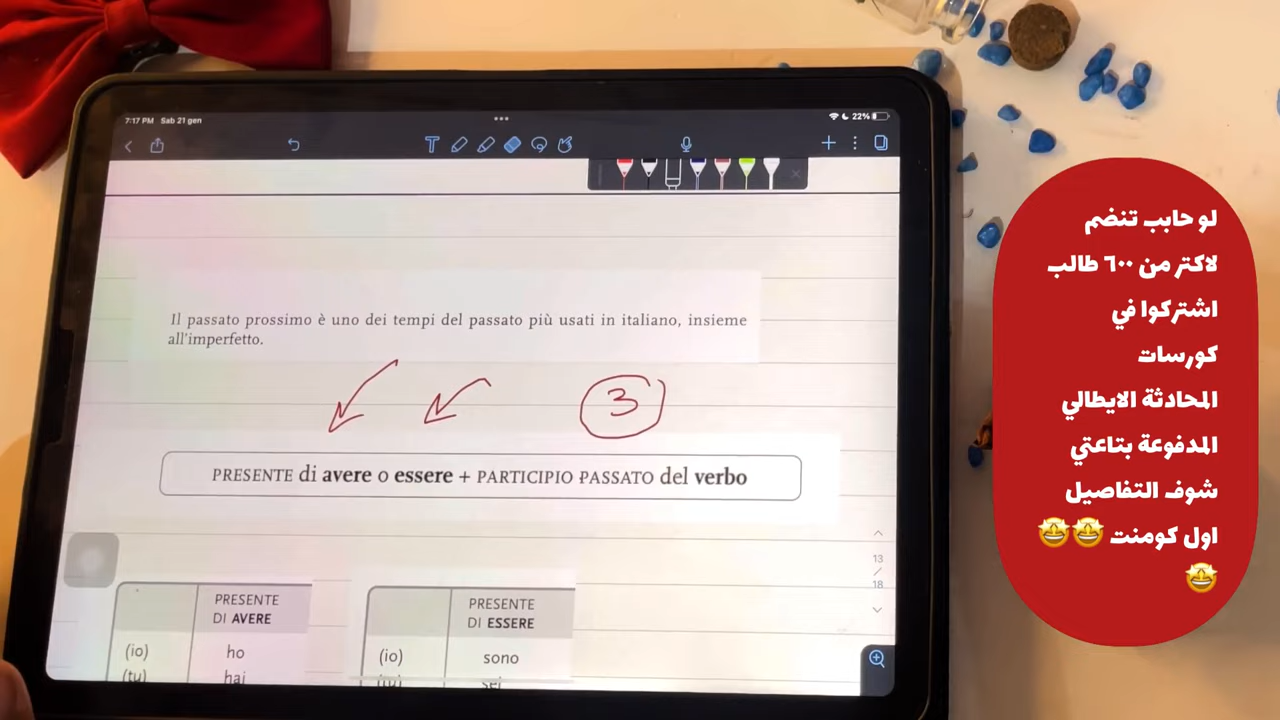 7:17 PM Sab 21 gen
22%
Il passato prossimo è uno dei tempi del passato più usati in italiano, insieme
all'imperfetto.
3
PRESENTE di avere o essere + PARTICIPIO PASSATO del verbo
13
/
18
PRESENTE
DI AVERE
(io) ho
(tu) hai
PRESENTE
DI ESSERE
(io) sono
(tu) sei
لو حابب تنضم
لاكتر من ٦٠٠ طالب
اشتركوا في
كورسات
المحادثة الايطالي
المدفوعة بتاعتي
شوف التفاصيل
اول كومنت 🤩🤩
🤩